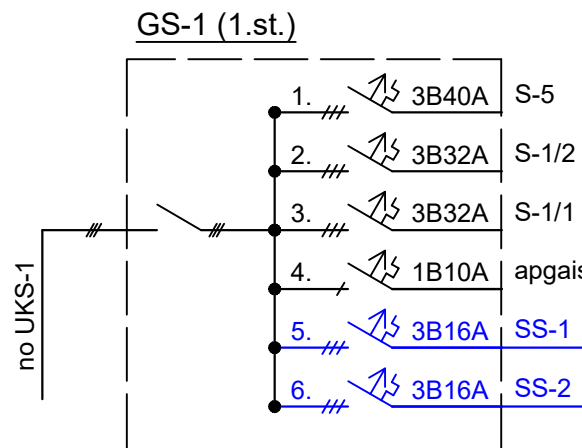 GS-1 (1.st.)
1. 3B40A S-5
2. 3B32A S-1/2
3. 3B32A S-1/1
4. 1B10A apgais
5. 3B16A SS-1
6. 3B16A SS-2
no UKS-1